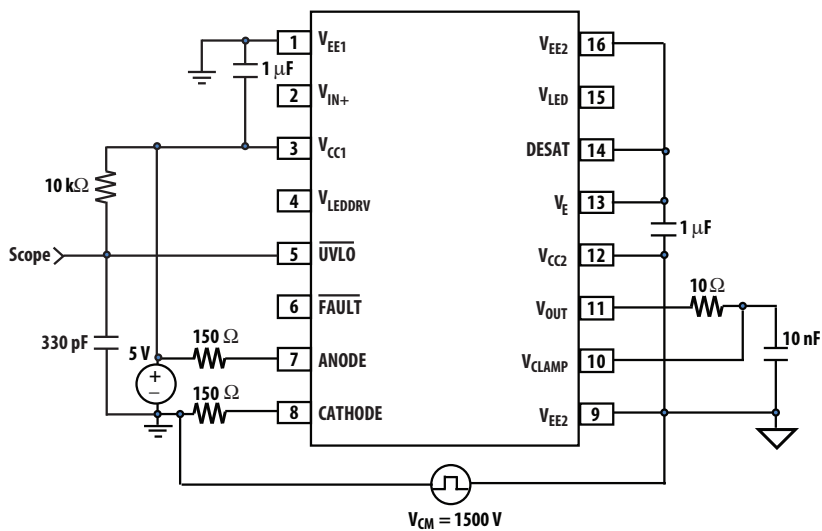 1 V_EE1
1 μF
2 V_IN+
3 V_CC1
10 kΩ
4 V_LEDDRV
Scope
5 U̅V̅L̅O̅
6 F̅A̅U̅L̅T̅
330 pF
5 V
+
–
150 Ω
7 ANODE
150 Ω
8 CATHODE
V_EE2 16
V_LED 15
DESAT 14
V_E 13
1 μF
V_CC2 12
10 Ω
V_OUT 11
10 nF
V_CLAMP 10
V_EE2 9
V_CM = 1500 V